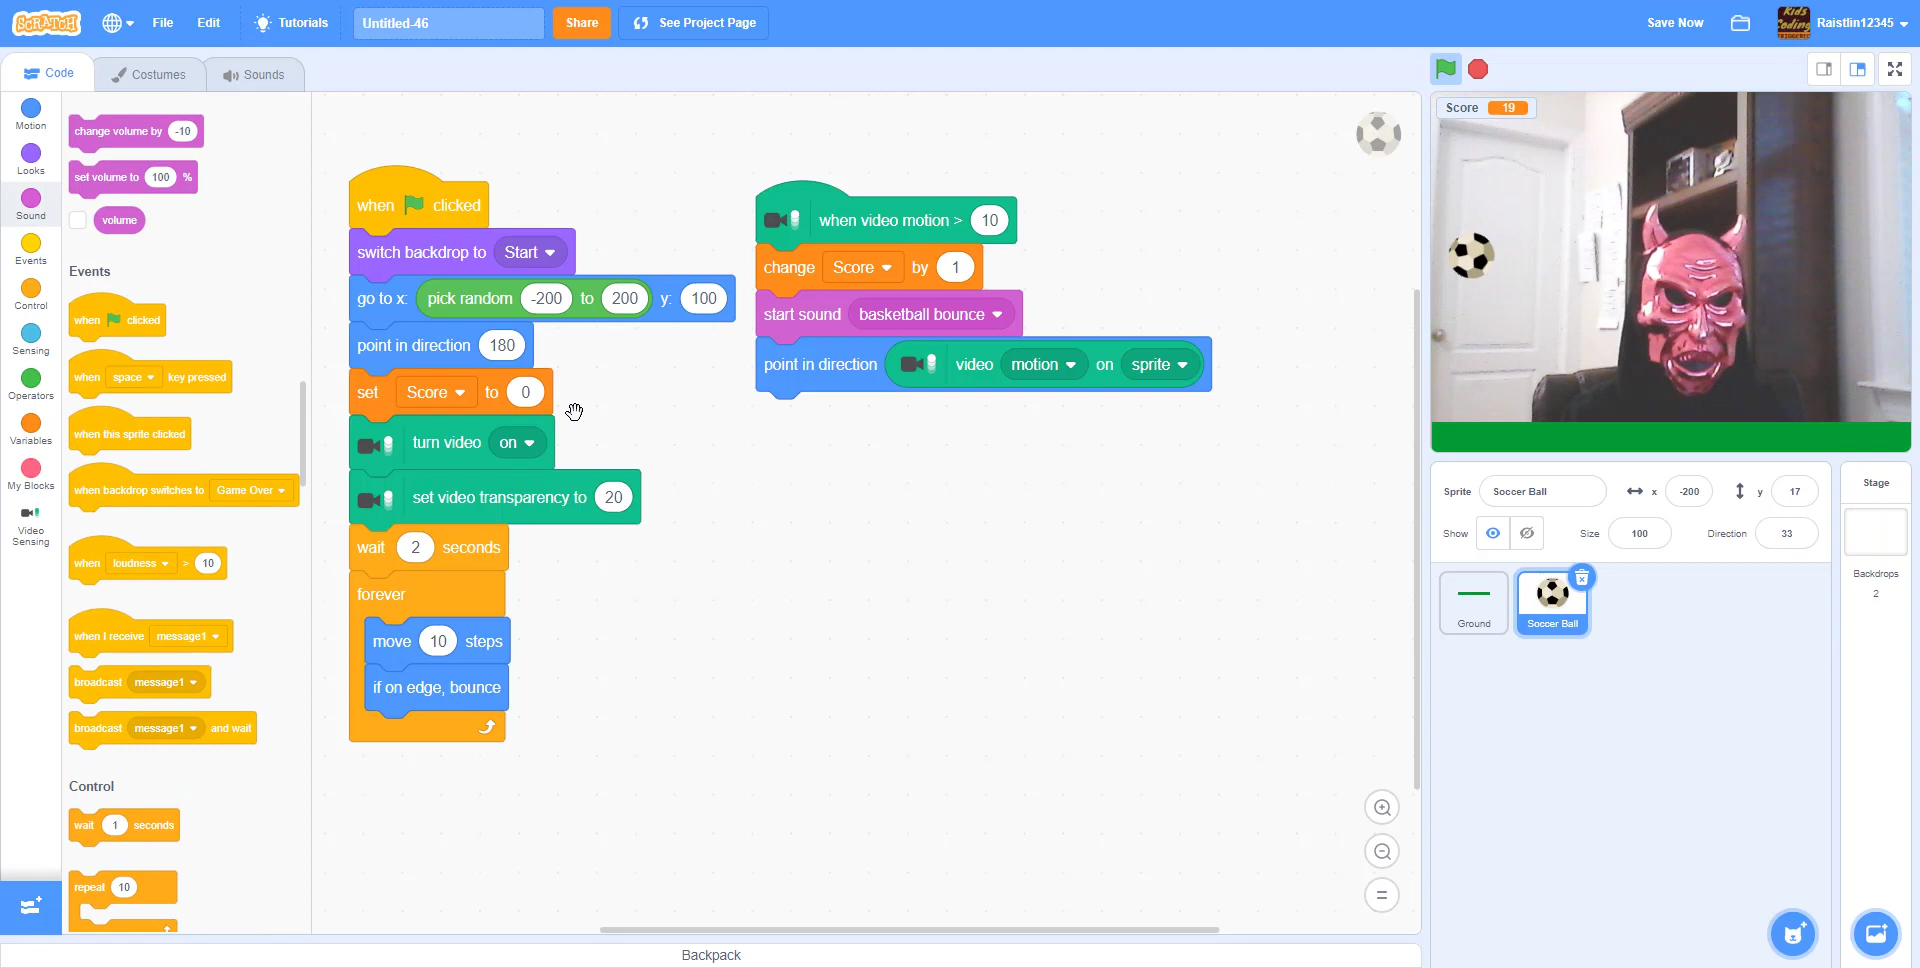 SCRATCH File Edit Tutorials Untitled-46 Share See Project Page Save Now Kids Coding Raistlin12345
Code Costumes Sounds
Motion
Looks
Sound
Events
Control
Sensing
Operators
Variables
My Blocks
Video
Sensing
change volume by -10
set volume to 100 %
volume
Events
when clicked
when space key pressed
when this sprite clicked
when backdrop switches to Game Over
when loudness > 10
when I receive message1
broadcast message1
broadcast message1 and wait
Control
wait 1 seconds
repeat 10
when clicked
switch backdrop to Start
go to x: pick random -200 to 200 y: 100
point in direction 180
set Score to 0
turn video on
set video transparency to 20
wait 2 seconds
forever
move 10 steps
if on edge, bounce
when video motion > 10
change Score by 1
start sound basketball bounce
point in direction video motion on sprite
Score 19
Sprite Soccer Ball x -200 y 17
Show Size 100 Direction 33
Ground
Soccer Ball
Stage
Backdrops
2
Backpack